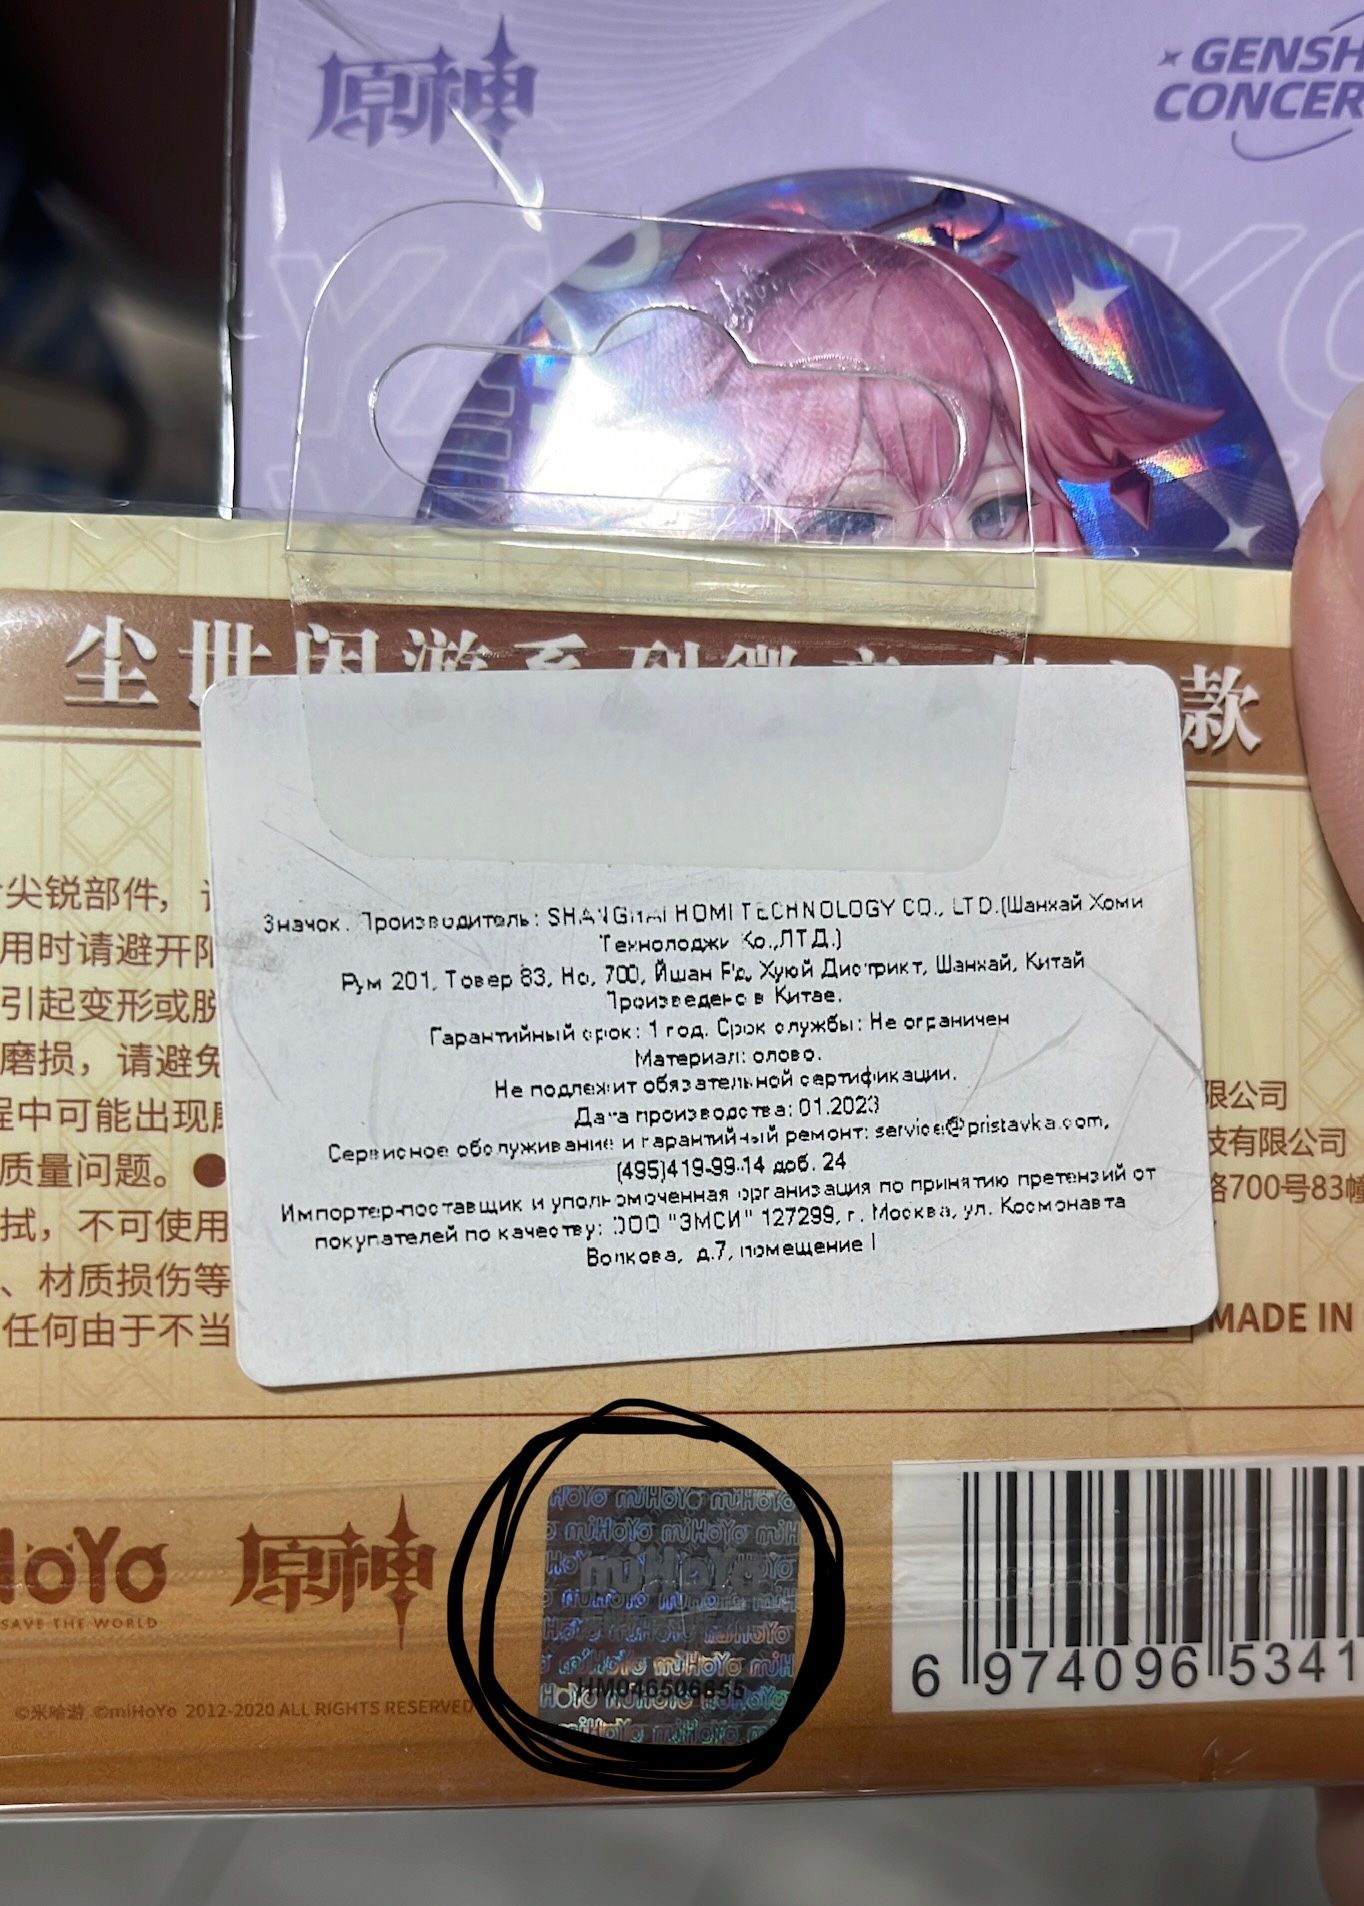 原神
GENSH
CONCER
尘世闲游系列徽章
款
尖锐部件，
用时请避开
引起变形或脱
磨损，请避免
程中可能出现
质量问题。●
拭，不可使用
、材质损伤等
任何由于不当
Значок. Производитель: SHANGHAI HOMI TECHNOLOGY CO., LTD.(Шанхай Хоми
Технолоджи Ко.,ЛТД.)
Рум 201, Товер 83, Но, 700, Йшан Рд, Хуюй Дистрикт, Шанхай, Китай
Произведено в Китае.
Гарантийный срок: 1 год. Срок службы: Не ограничен
Материал: олово.
Не подлежит обязательной сертификации.
Дата производства: 01.2023
Сервисное обслуживание и гарантийный ремонт: service@pristavka.com,
(495)419-99-14 доб. 24
Импортер-поставщик и уполномоченная организация по принятию претензий от
покупателей по качеству: ООО "ЭМСИ" 127299, г. Москва, ул. Космонавта
Волкова, д.7, помещение I
限公司
技有限公司
路700号83幢
MADE IN
HoYo
SAVE THE WORLD
原神
miHoYo
©米哈游 ©miHoYo 2012-2020 ALL RIGHTS RESERVED
6 974096 5341